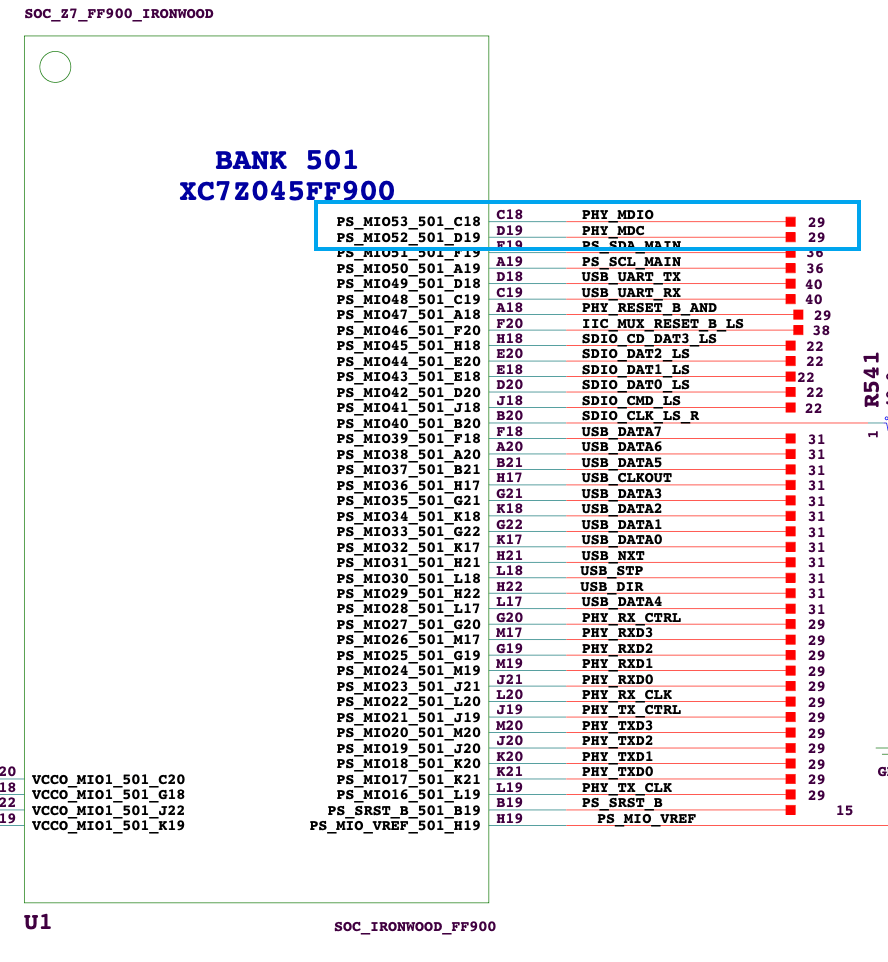 SOC_Z7_FF900_IRONWOOD
BANK 501
XC7Z045FF900
PS_MIO53_501_C18 C18 PHY_MDIO 29
PS_MIO52_501_D19 D19 PHY_MDC 29
PS_MIO51_501_F19 F19 PS_SDA_MAIN 36
PS_MIO50_501_A19 A19 PS_SCL_MAIN 36
PS_MIO49_501_D18 D18 USB_UART_TX 40
PS_MIO48_501_C19 C19 USB_UART_RX 40
PS_MIO47_501_A18 A18 PHY_RESET_B_AND 29
PS_MIO46_501_F20 F20 IIC_MUX_RESET_B_LS 38
PS_MIO45_501_H18 H18 SDIO_CD_DAT3_LS 22
PS_MIO44_501_E20 E20 SDIO_DAT2_LS 22
PS_MIO43_501_E18 E18 SDIO_DAT1_LS 22
PS_MIO42_501_D20 D20 SDIO_DAT0_LS 22
PS_MIO41_501_J18 J18 SDIO_CMD_LS 22
PS_MIO40_501_B20 B20 SDIO_CLK_LS_R
R541
1
PS_MIO39_501_F18 F18 USB_DATA7 31
PS_MIO38_501_A20 A20 USB_DATA6 31
PS_MIO37_501_B21 B21 USB_DATA5 31
PS_MIO36_501_H17 H17 USB_CLKOUT 31
PS_MIO35_501_G21 G21 USB_DATA3 31
PS_MIO34_501_K18 K18 USB_DATA2 31
PS_MIO33_501_G22 G22 USB_DATA1 31
PS_MIO32_501_K17 K17 USB_DATA0 31
PS_MIO31_501_H21 H21 USB_NXT 31
PS_MIO30_501_L18 L18 USB_STP 31
PS_MIO29_501_H22 H22 USB_DIR 31
PS_MIO28_501_L17 L17 USB_DATA4 31
PS_MIO27_501_G20 G20 PHY_RX_CTRL 29
PS_MIO26_501_M17 M17 PHY_RXD3 29
PS_MIO25_501_G19 G19 PHY_RXD2 29
PS_MIO24_501_M19 M19 PHY_RXD1 29
PS_MIO23_501_J21 J21 PHY_RXD0 29
PS_MIO22_501_L20 L20 PHY_RX_CLK 29
PS_MIO21_501_J19 J19 PHY_TX_CTRL 29
PS_MIO20_501_M20 M20 PHY_TXD3 29
PS_MIO19_501_J20 J20 PHY_TXD2 29
PS_MIO18_501_K20 K20 PHY_TXD1 29
20 VCCO_MIO1_501_C20 PS_MIO17_501_K21 K21 PHY_TXD0 29
18 VCCO_MIO1_501_G18 PS_MIO16_501_L19 L19 PHY_TX_CLK 29
22 VCCO_MIO1_501_J22 PS_SRST_B_501_B19 B19 PS_SRST_B 15
19 VCCO_MIO1_501_K19 PS_MIO_VREF_501_H19 H19 PS_MIO_VREF
U1
SOC_IRONWOOD_FF900